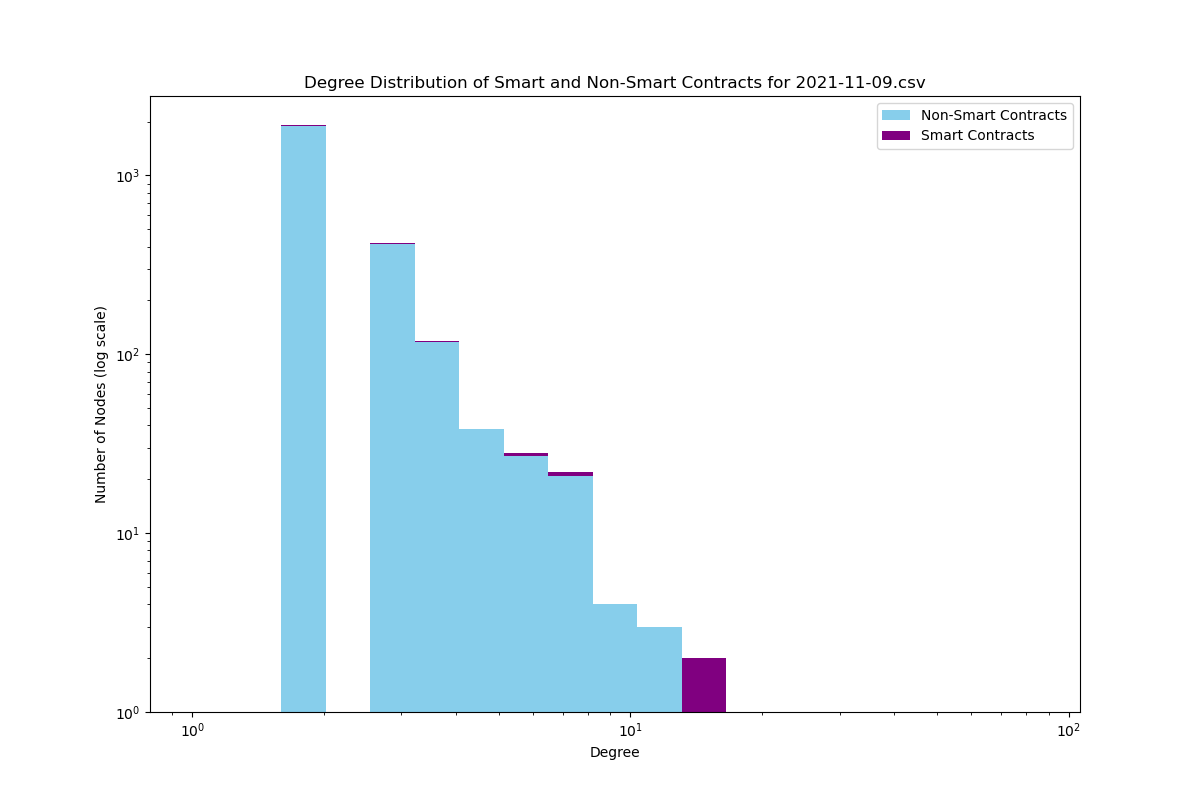 Degree Distribution of Smart and Non-Smart Contracts for 2021-11-09.csv
Non-Smart Contracts
Smart Contracts
Number of Nodes (log scale)
10³
10²
10¹
10⁰
10⁰ 10¹ 10²
Degree